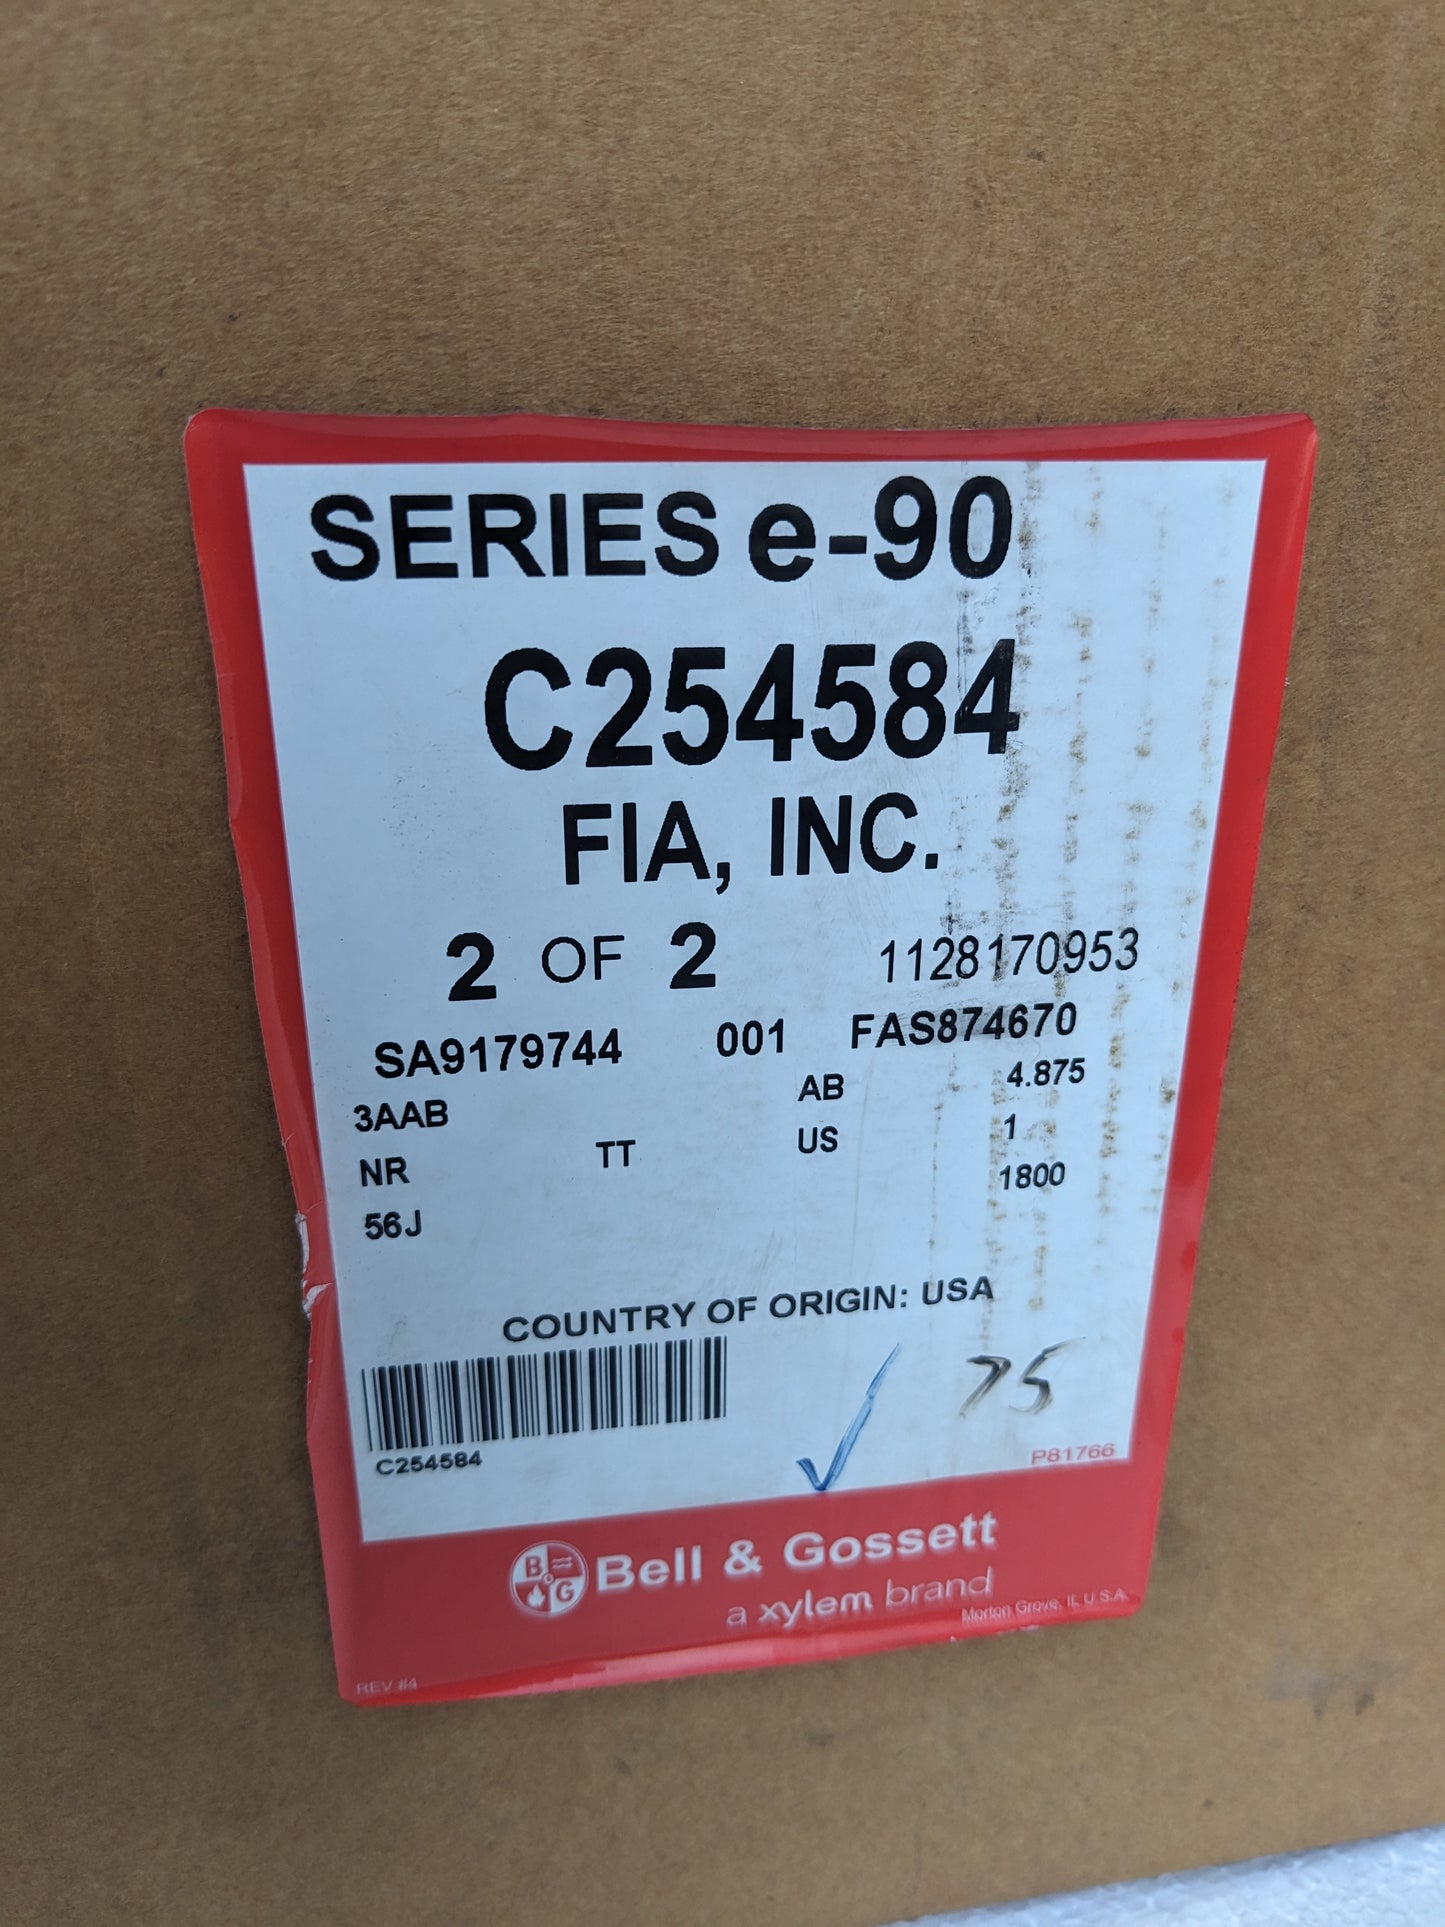 SERIES e-90
C254584
FIA, INC.
2 OF 2 1128170953
SA9179744 001 FAS874670
3AAB AB 4.875
NR TT US 1
56J 1800
COUNTRY OF ORIGIN: USA
75
C254584
P81766
B&G Bell & Gossett
a xylem brand
Morton Grove, IL U.S.A.
REV #4